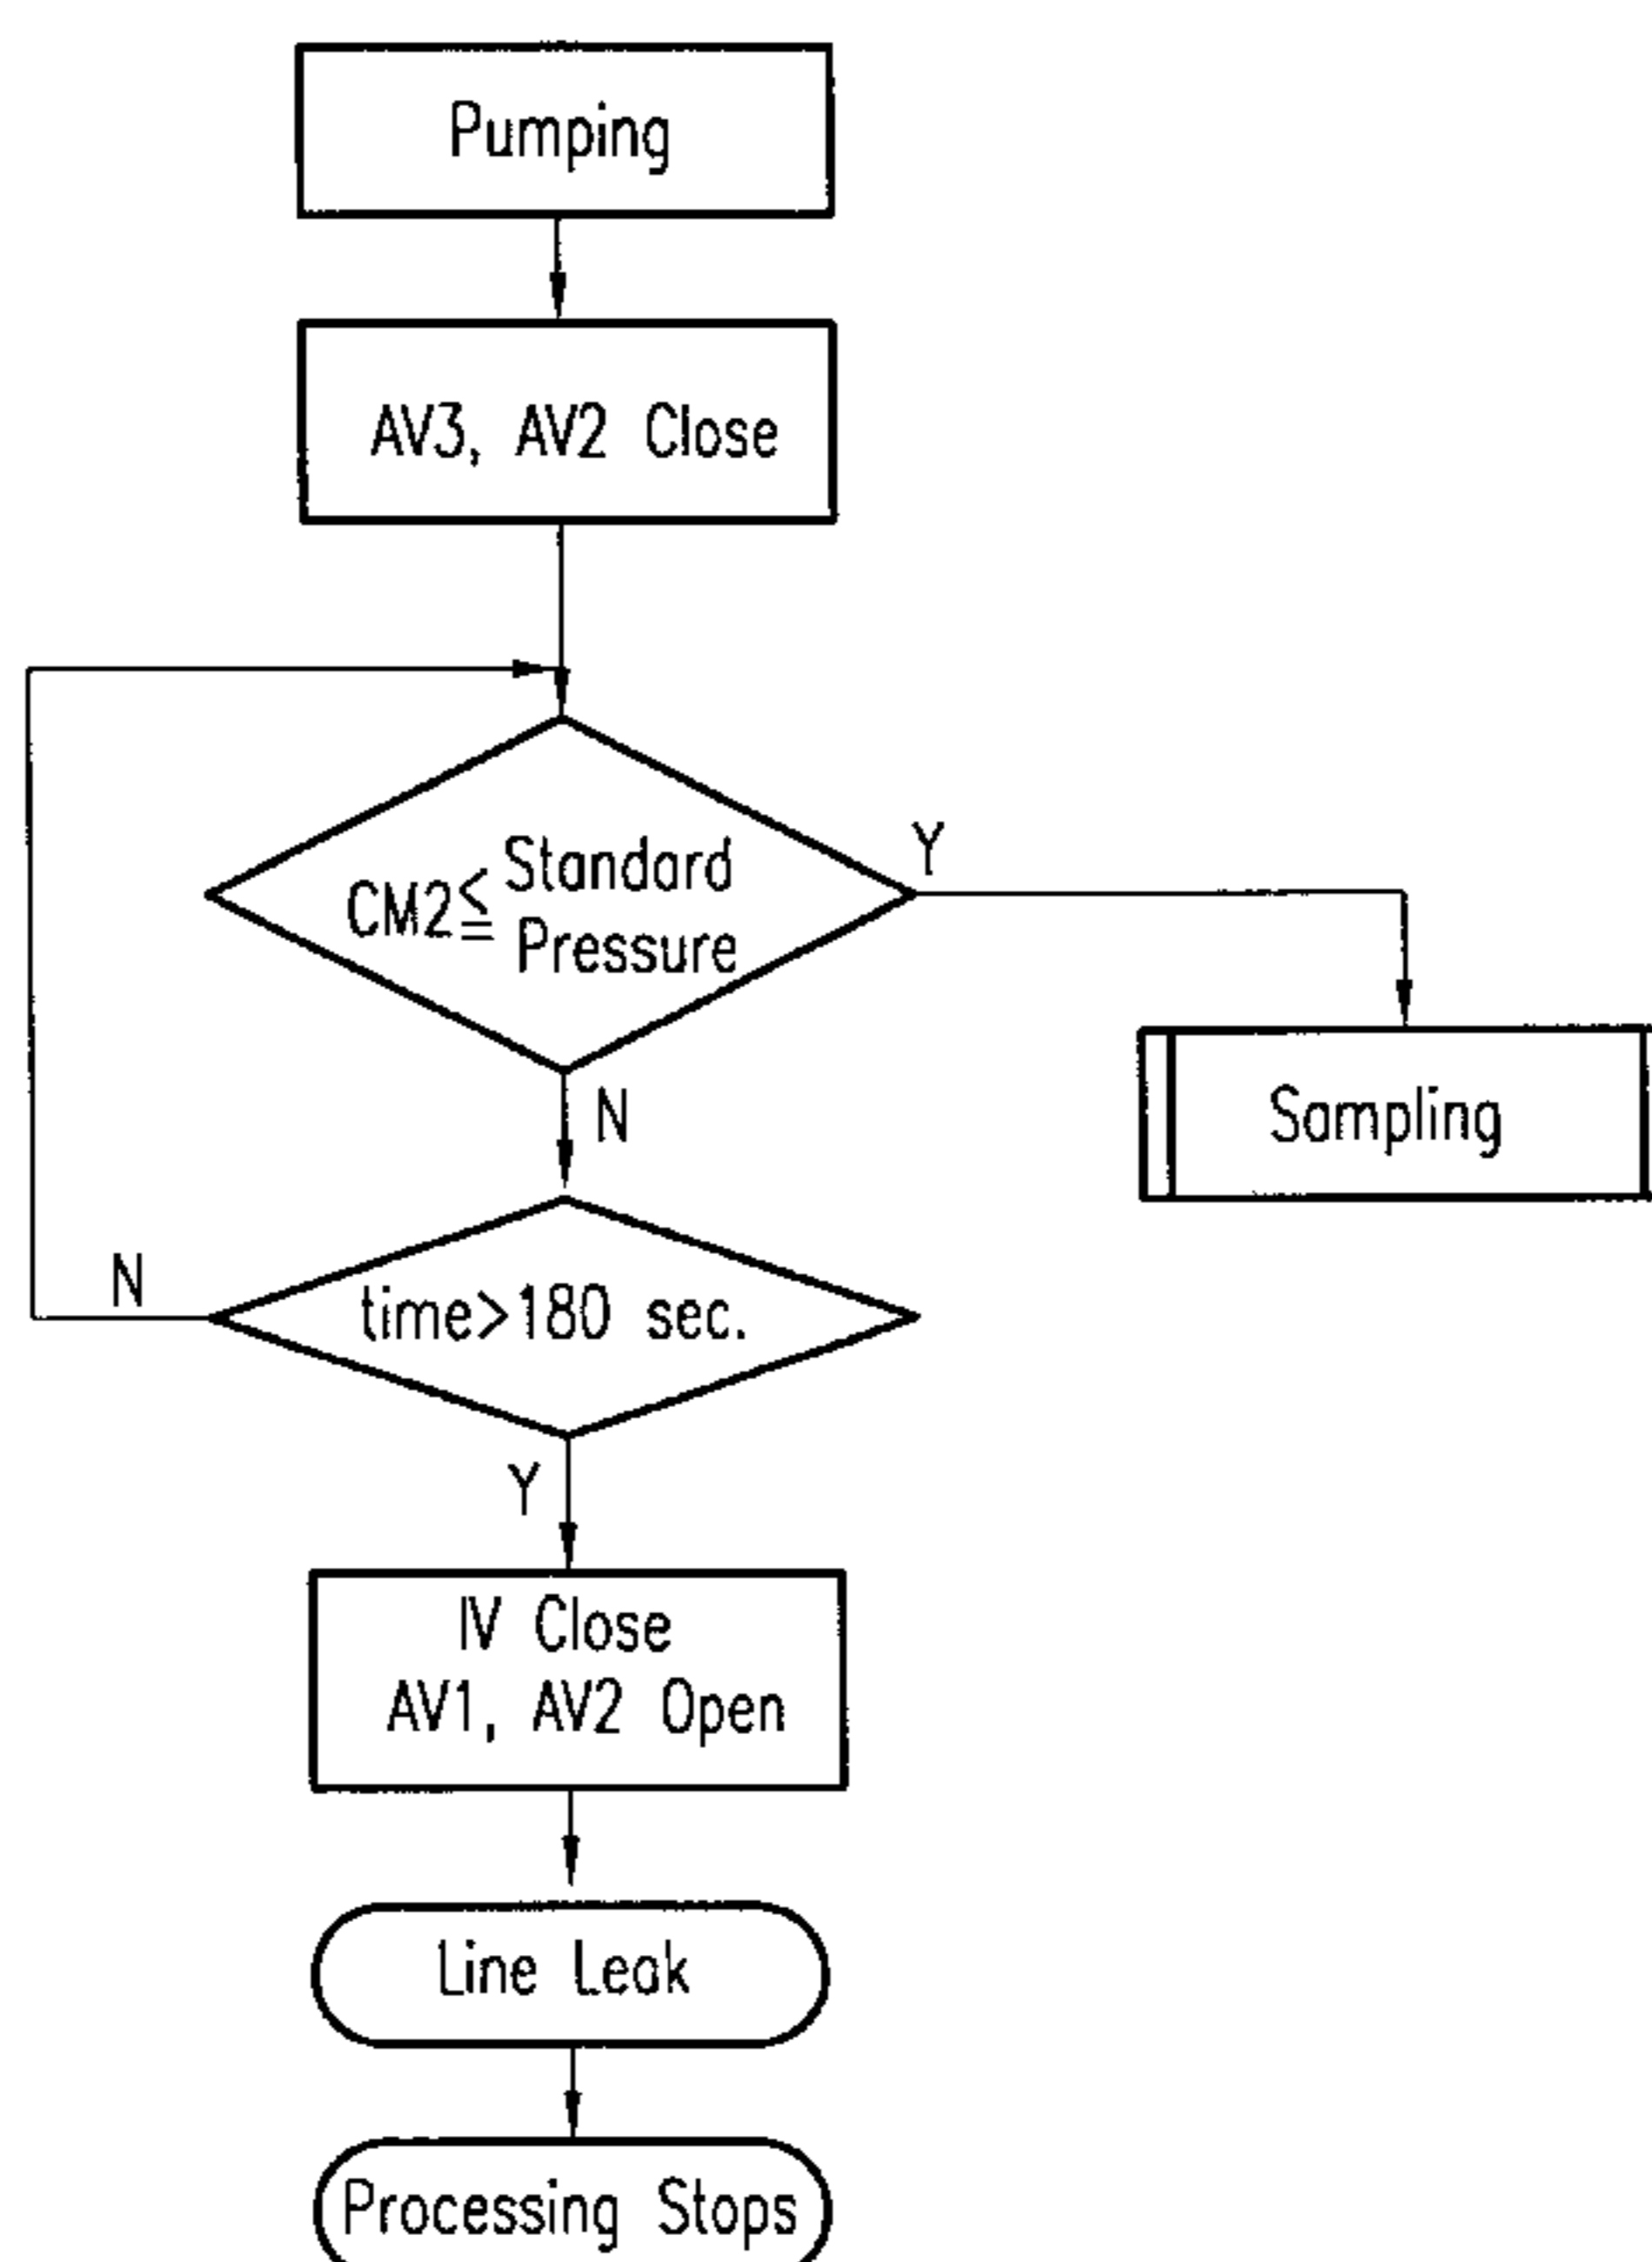 Pumping
AV3, AV2 Close
CM2≦ Standard
Pressure
Y
N
Sampling
N
time>180 sec.
Y
IV Close
AV1, AV2 Open
Line Leak
Processing Stops